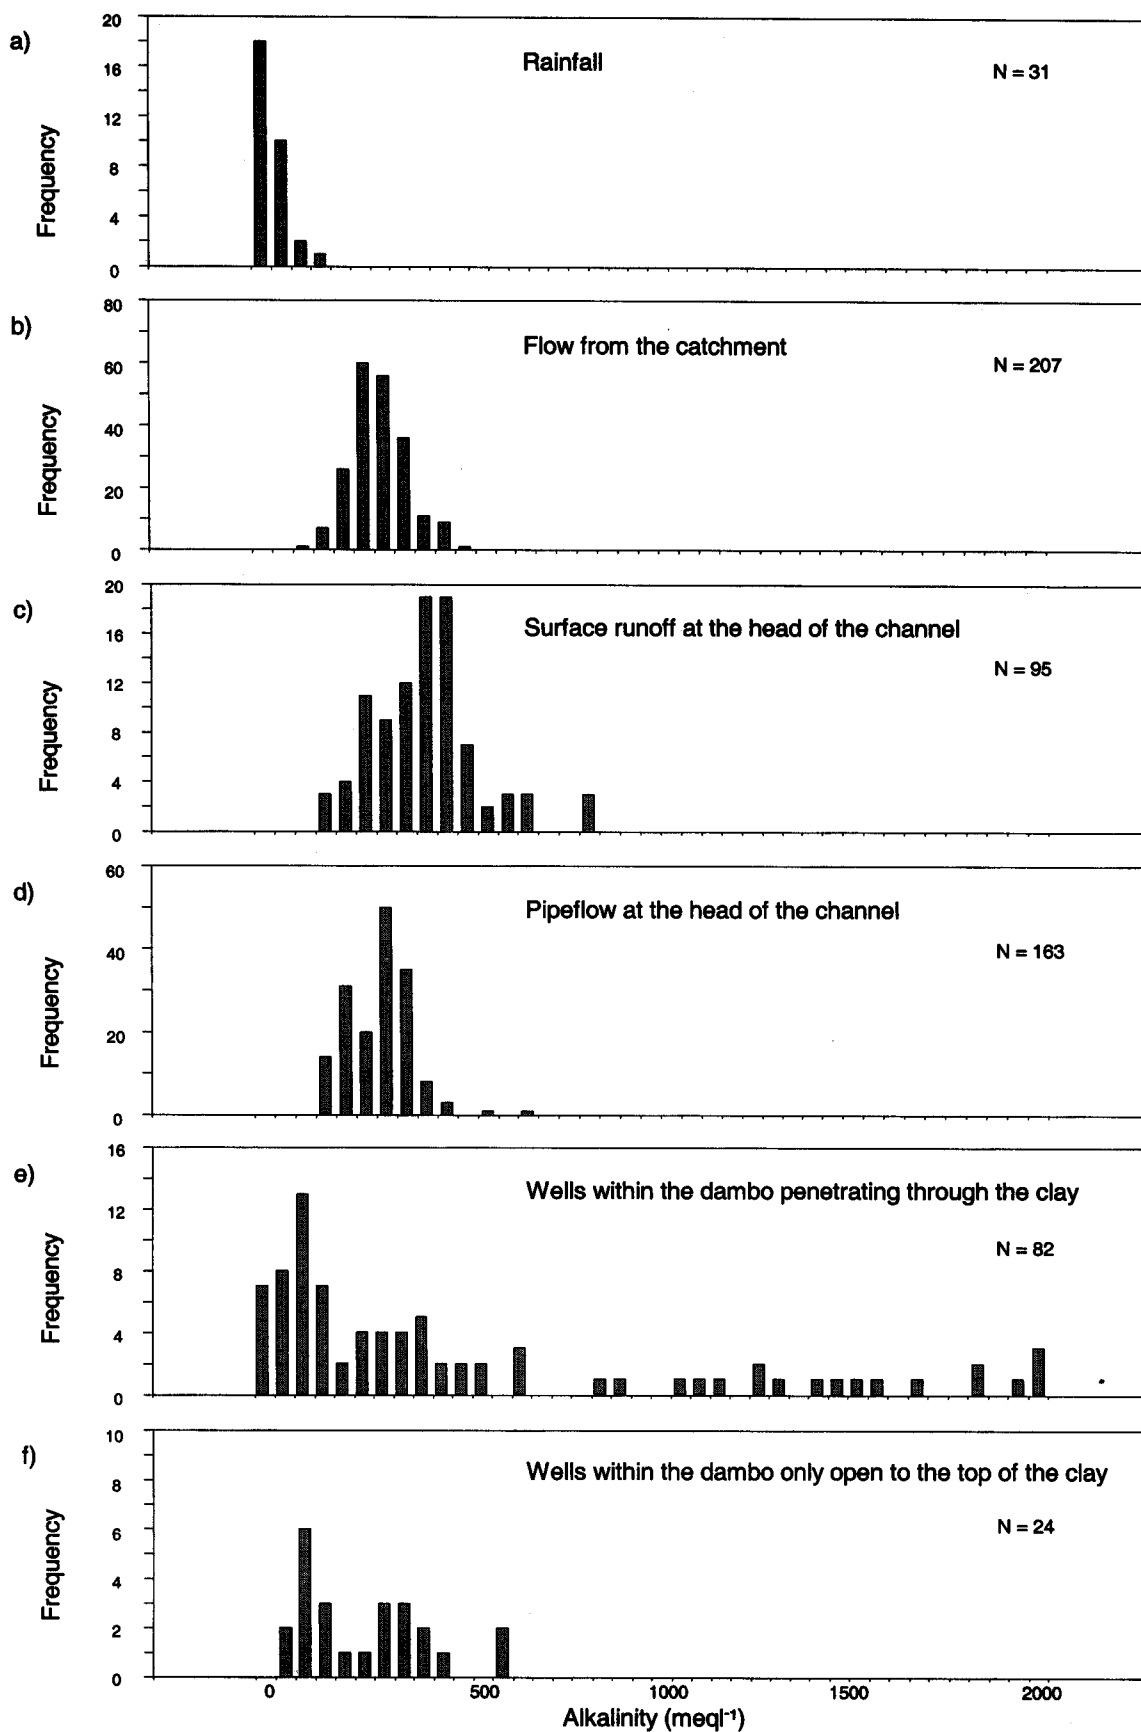 a)
Rainfall
N = 31
Frequency
20
16
12
8
4
0
b)
Flow from the catchment
N = 207
Frequency
80
60
40
20
0
c)
Surface runoff at the head of the channel
N = 95
Frequency
20
16
12
8
4
0
d)
Pipeflow at the head of the channel
N = 163
Frequency
60
40
20
0
e)
Wells within the dambo penetrating through the clay
N = 82
Frequency
16
12
8
4
0
f)
Wells within the dambo only open to the top of the clay
N = 24
Frequency
10
8
6
4
2
0
0 500 1000 1500 2000
Alkalinity (meql⁻¹)